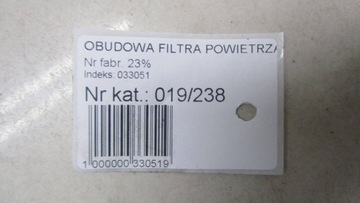 OBUDOWA FILTRA POWIETRZA
Nr fabr. 23%
Indeks: 033051
Nr kat.: 019/238
1 000000 330519